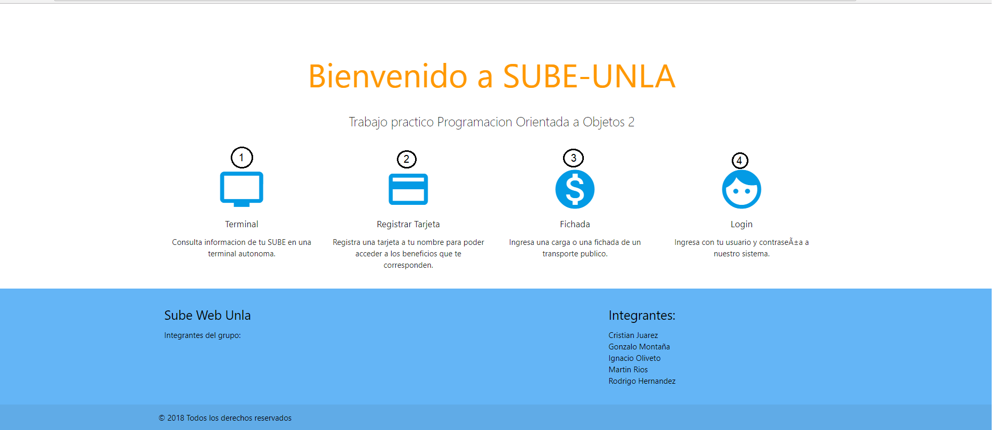 Bienvenido a SUBE-UNLA
Trabajo practico Programacion Orientada a Objetos 2
1
2
3
4
$
Terminal
Consulta informacion de tu SUBE en una
terminal autonoma.
Registrar Tarjeta
Registra una tarjeta a tu nombre para poder
acceder a los beneficios que te
corresponden.
Fichada
Ingresa una carga o una fichada de un
transporte publico.
Login
Ingresa con tu usuario y contraseÃ±a a
nuestro sistema.
Sube Web Unla
Integrantes del grupo:
Integrantes:
Cristian Juarez
Gonzalo Montaña
Ignacio Oliveto
Martin Rios
Rodrigo Hernandez
© 2018 Todos los derechos reservados